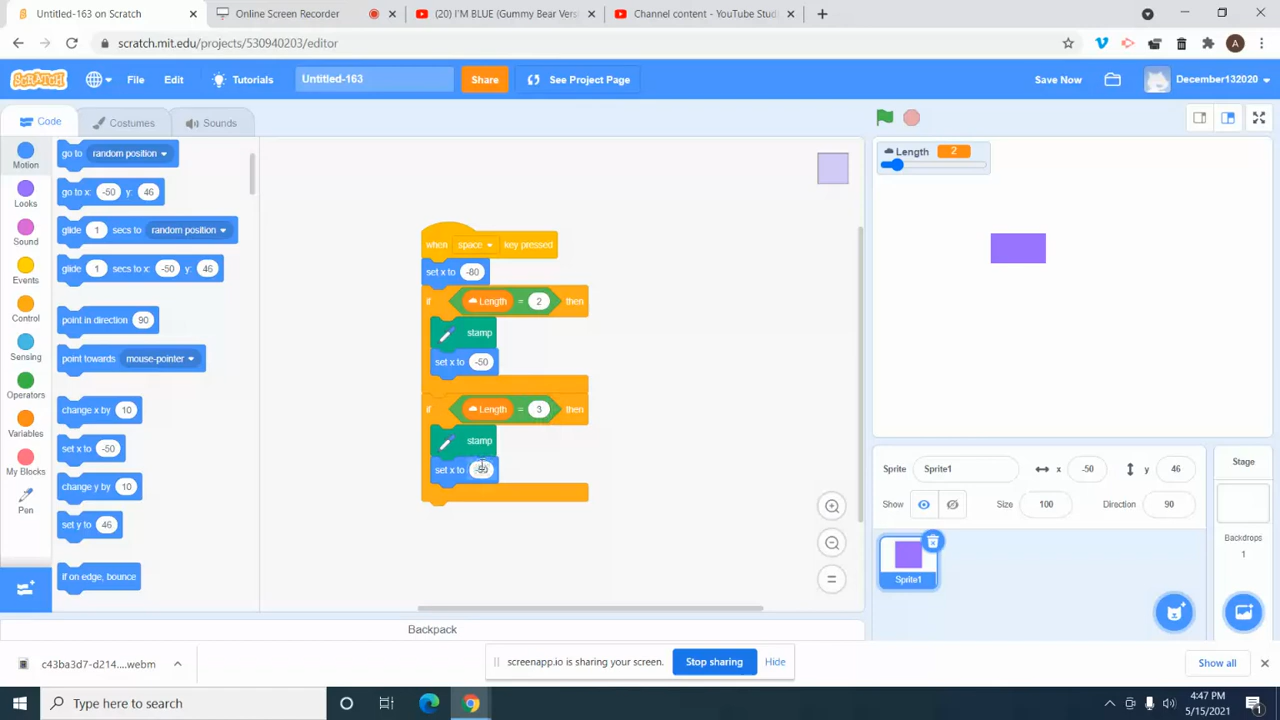 Untitled-163 on Scratch
Online Screen Recorder
(20) I'M BLUE (Gummy Bear Vers
Channel content - YouTube Studi
scratch.mit.edu/projects/530940203/editor
A
SCRATCH
File
Edit
Tutorials
Untitled-163
Share
See Project Page
Save Now
December132020
Code
Costumes
Sounds
Motion
Looks
Sound
Events
Control
Sensing
Operators
Variables
My Blocks
Pen
go to random position
go to x: -50 y: 46
glide 1 secs to random position
glide 1 secs to x: -50 y: 46
point in direction 90
point towards mouse-pointer
change x by 10
set x to -50
change y by 10
set y to 46
if on edge, bounce
when space key pressed
set x to -80
if Length = 2 then
stamp
set x to -50
if Length = 3 then
stamp
set x to
Length 2
Sprite
Sprite1
x -50
y 46
Show
Size 100
Direction 90
Sprite1
Stage
Backdrops
1
Backpack
c43ba3d7-d214....webm
screenapp.io is sharing your screen.
Stop sharing
Hide
Show all
Type here to search
4:47 PM
5/15/2021
1